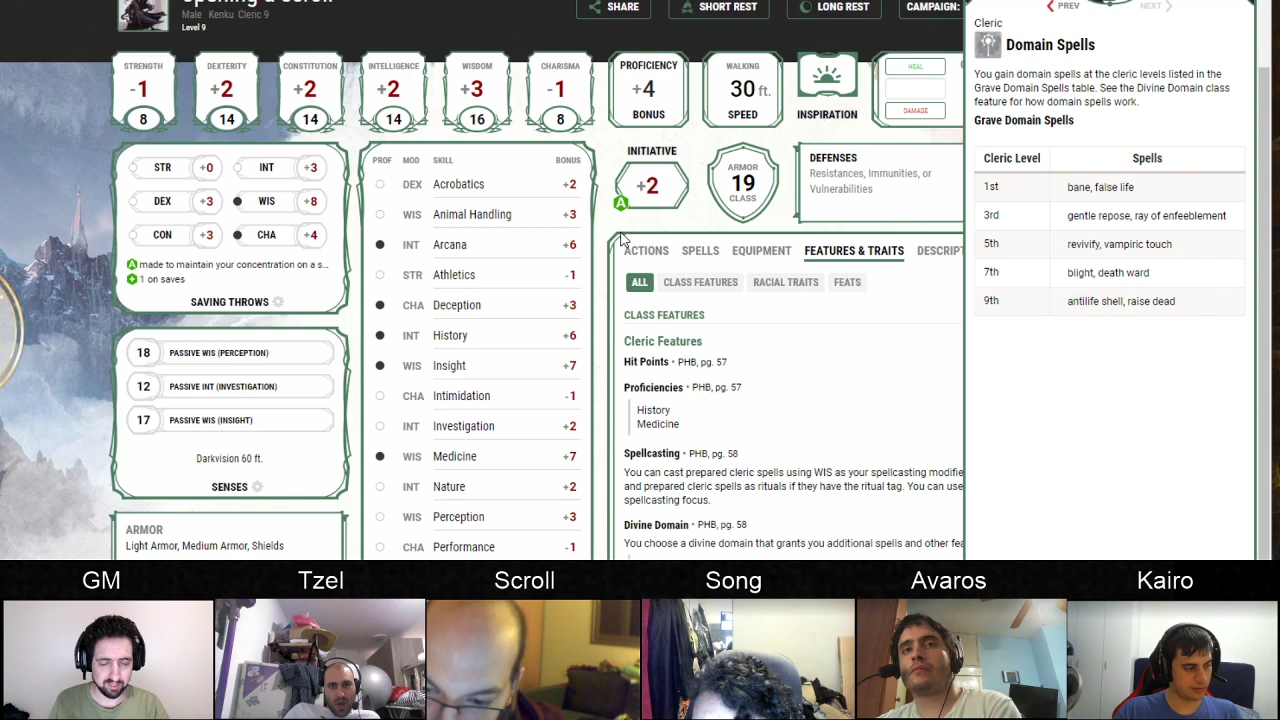 Male Kenku Cleric 9
Level 9
SHARE
SHORT REST
LONG REST
CAMPAIGN:
STRENGTH
-1
8
DEXTERITY
+2
14
CONSTITUTION
+2
14
INTELLIGENCE
+2
14
WISDOM
+3
16
CHARISMA
-1
8
PROFICIENCY
+4
BONUS
WALKING
30 ft.
SPEED
INSPIRATION
HEAL
DAMAGE
STR +0
INT +3
DEX +3
WIS +8
CON +3
CHA +4
A made to maintain your concentration on a s...
1 on saves
SAVING THROWS
18 PASSIVE WIS (PERCEPTION)
12 PASSIVE INT (INVESTIGATION)
17 PASSIVE WIS (INSIGHT)
Darkvision 60 ft.
SENSES
ARMOR
Light Armor, Medium Armor, Shields
PROF MOD SKILL BONUS
DEX Acrobatics +2
WIS Animal Handling +3
INT Arcana +6
STR Athletics -1
CHA Deception +3
INT History +6
WIS Insight +7
CHA Intimidation -1
INT Investigation +2
WIS Medicine +7
INT Nature +2
WIS Perception +3
CHA Performance -1
INITIATIVE
+2
A
ARMOR
19
CLASS
DEFENSES
Resistances, Immunities, or
Vulnerabilities
ACTIONS SPELLS EQUIPMENT FEATURES & TRAITS DESCRIPT
ALL CLASS FEATURES RACIAL TRAITS FEATS
CLASS FEATURES
Cleric Features
Hit Points • PHB, pg. 57
Proficiencies • PHB, pg. 57
History
Medicine
Spellcasting • PHB, pg. 58
You can cast prepared cleric spells using WIS as your spellcasting modifie
and prepared cleric spells as rituals if they have the ritual tag. You can use
spellcasting focus.
Divine Domain • PHB, pg. 58
You choose a divine domain that grants you additional spells and other fea
PREV NEXT
Cleric
Domain Spells
You gain domain spells at the cleric levels listed in the
Grave Domain Spells table. See the Divine Domain class
feature for how domain spells work.
Grave Domain Spells
Cleric Level Spells
1st bane, false life
3rd gentle repose, ray of enfeeblement
5th revivify, vampiric touch
7th blight, death ward
9th antilife shell, raise dead
GM Tzel Scroll Song Avaros Kairo